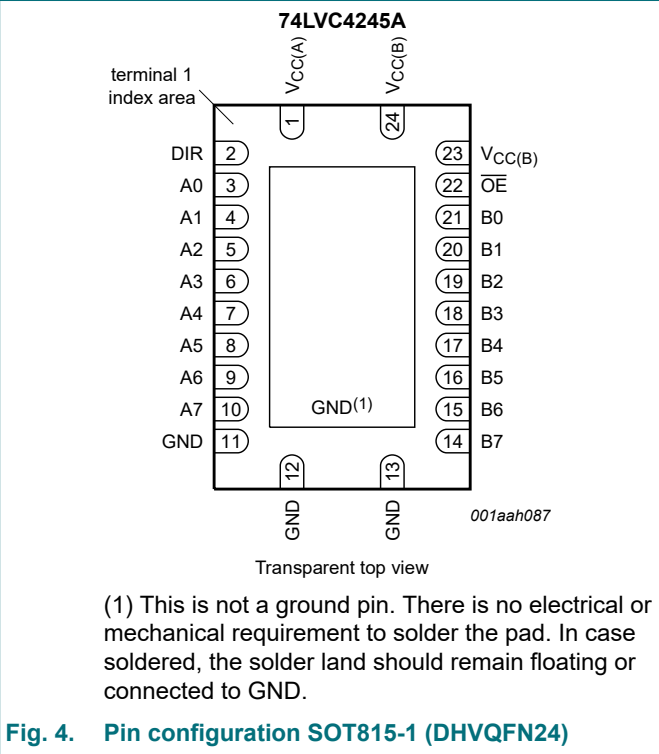 74LVC4245A
VCC(A)
VCC(B)
terminal 1
index area
1
24
DIR 2
23 VCC(B)
A0 3
22 OE
A1 4
21 B0
A2 5
20 B1
A3 6
19 B2
A4 7
18 B3
A5 8
17 B4
A6 9
16 B5
A7 10
GND(1)
15 B6
GND 11
14 B7
12
13
GND
GND
001aah087
Transparent top view
(1) This is not a ground pin. There is no electrical or
mechanical requirement to solder the pad. In case
soldered, the solder land should remain floating or
connected to GND.
Fig. 4. Pin configuration SOT815-1 (DHVQFN24)